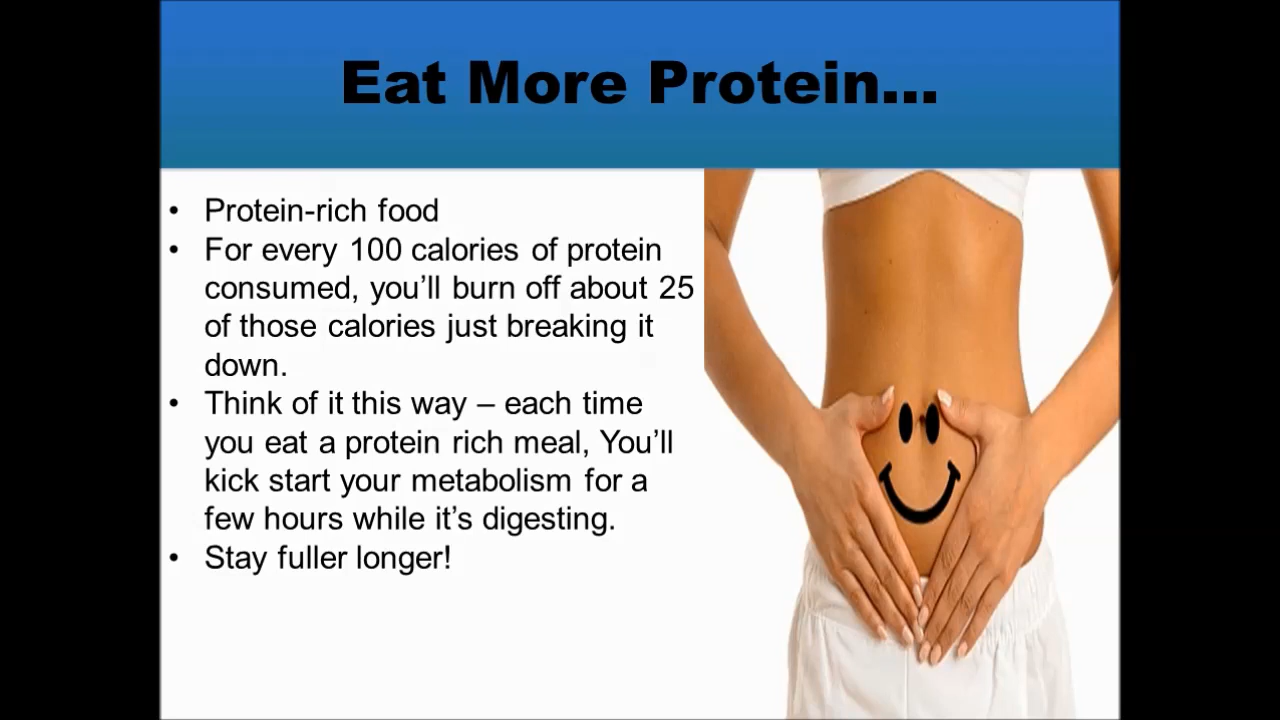 Eat More Protein...
• Protein-rich food
• For every 100 calories of protein
consumed, you’ll burn off about 25
of those calories just breaking it
down.
• Think of it this way – each time
you eat a protein rich meal, You’ll
kick start your metabolism for a
few hours while it’s digesting.
• Stay fuller longer!